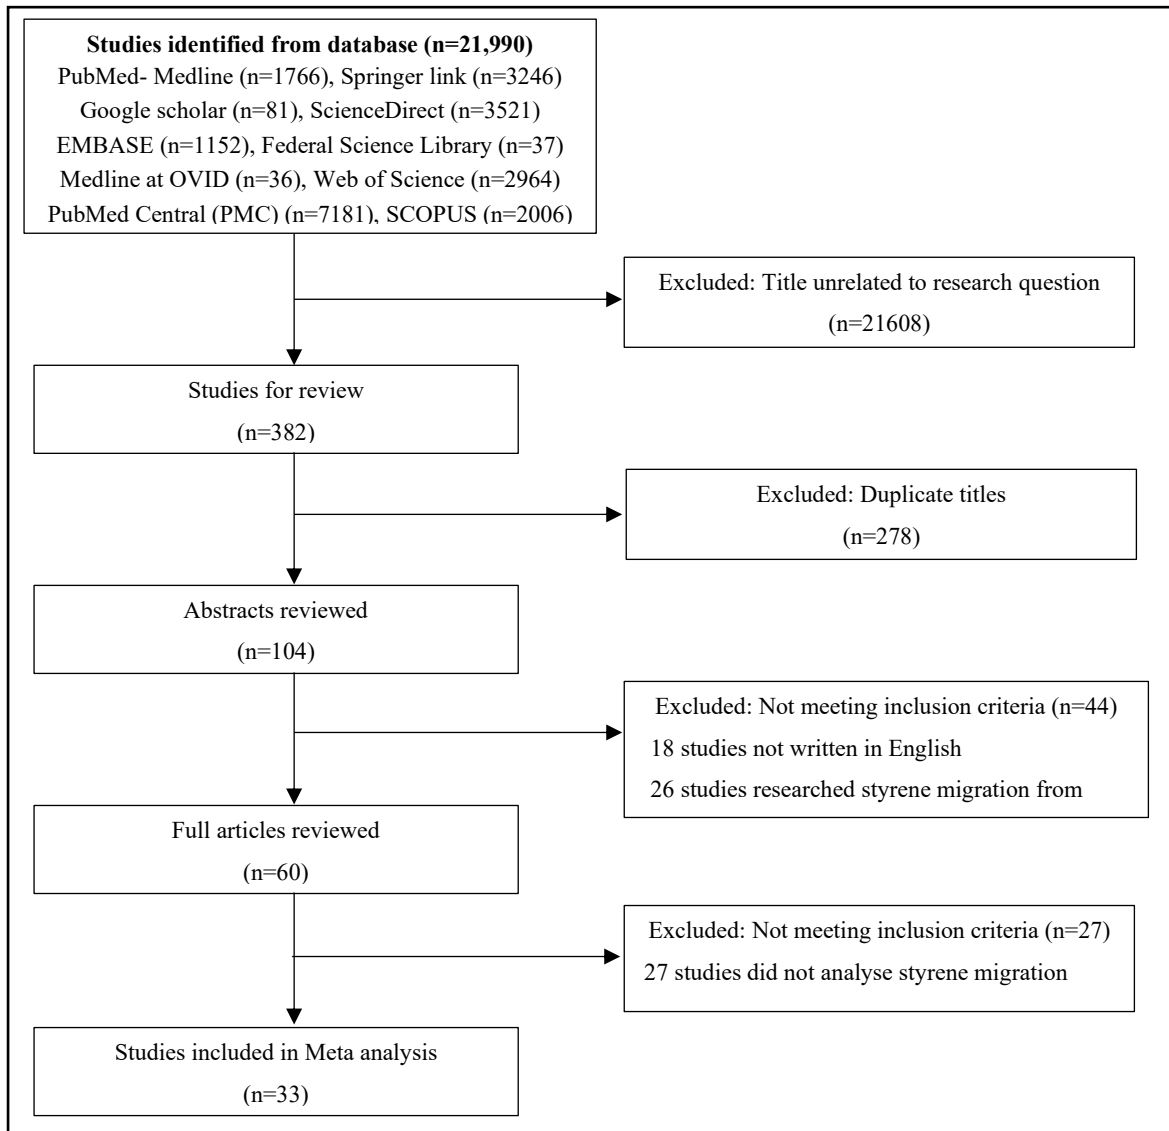 Studies identified from database (n=21,990)
PubMed- Medline (n=1766), Springer link (n=3246)
Google scholar (n=81), ScienceDirect (n=3521)
EMBASE (n=1152), Federal Science Library (n=37)
Medline at OVID (n=36), Web of Science (n=2964)
PubMed Central (PMC) (n=7181), SCOPUS (n=2006)
Excluded: Title unrelated to research question
(n=21608)
Studies for review
(n=382)
Excluded: Duplicate titles
(n=278)
Abstracts reviewed
(n=104)
Excluded: Not meeting inclusion criteria (n=44)
18 studies not written in English
26 studies researched styrene migration from
Full articles reviewed
(n=60)
Excluded: Not meeting inclusion criteria (n=27)
27 studies did not analyse styrene migration
Studies included in Meta analysis
(n=33)